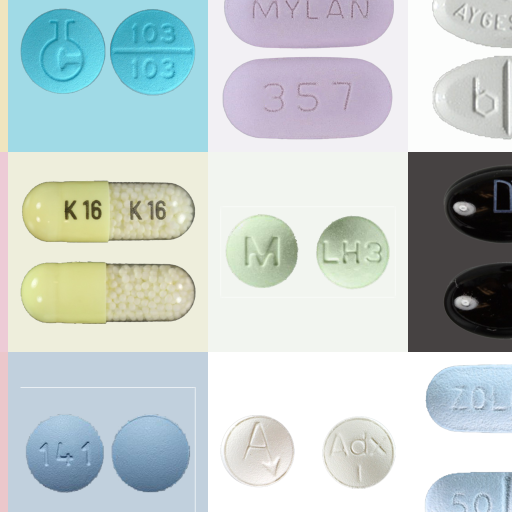 103
103
MYLAN
357
AYGES
b
K 16 K 16
M
LH3
D
141
A
Adx
1
ZOL
50